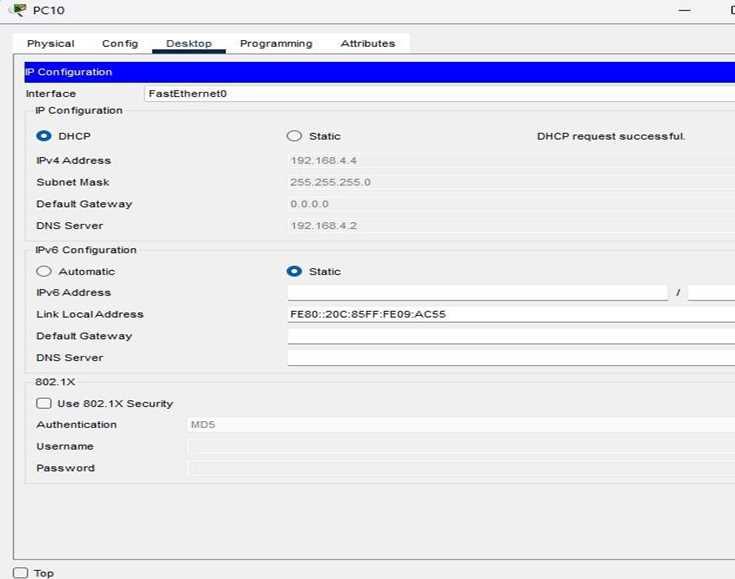 PC10
Physical Config Desktop Programming Attributes
IP Configuration
Interface FastEthernet0
IP Configuration
DHCP Static DHCP request successful.
IPv4 Address 192.168.4.4
Subnet Mask 255.255.255.0
Default Gateway 0.0.0.0
DNS Server 192.168.4.2
IPv6 Configuration
Automatic Static
IPv6 Address /
Link Local Address FE80::20C:85FF:FE09:AC55
Default Gateway
DNS Server
802.1X
Use 802.1X Security
Authentication MD5
Username
Password
Top